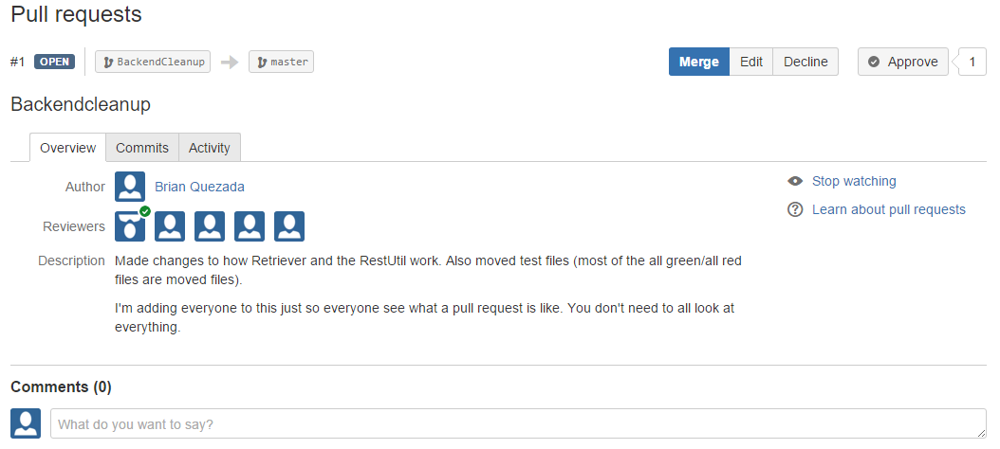 Pull requests
#1 OPEN BackendCleanup master Merge Edit Decline Approve 1
Backendcleanup
Overview Commits Activity
Author Brian Quezada Stop watching
Learn about pull requests
Reviewers
Description Made changes to how Retriever and the RestUtil work. Also moved test files (most of the all green/all red
files are moved files).
I'm adding everyone to this just so everyone see what a pull request is like. You don't need to all look at
everything.
Comments (0)
What do you want to say?